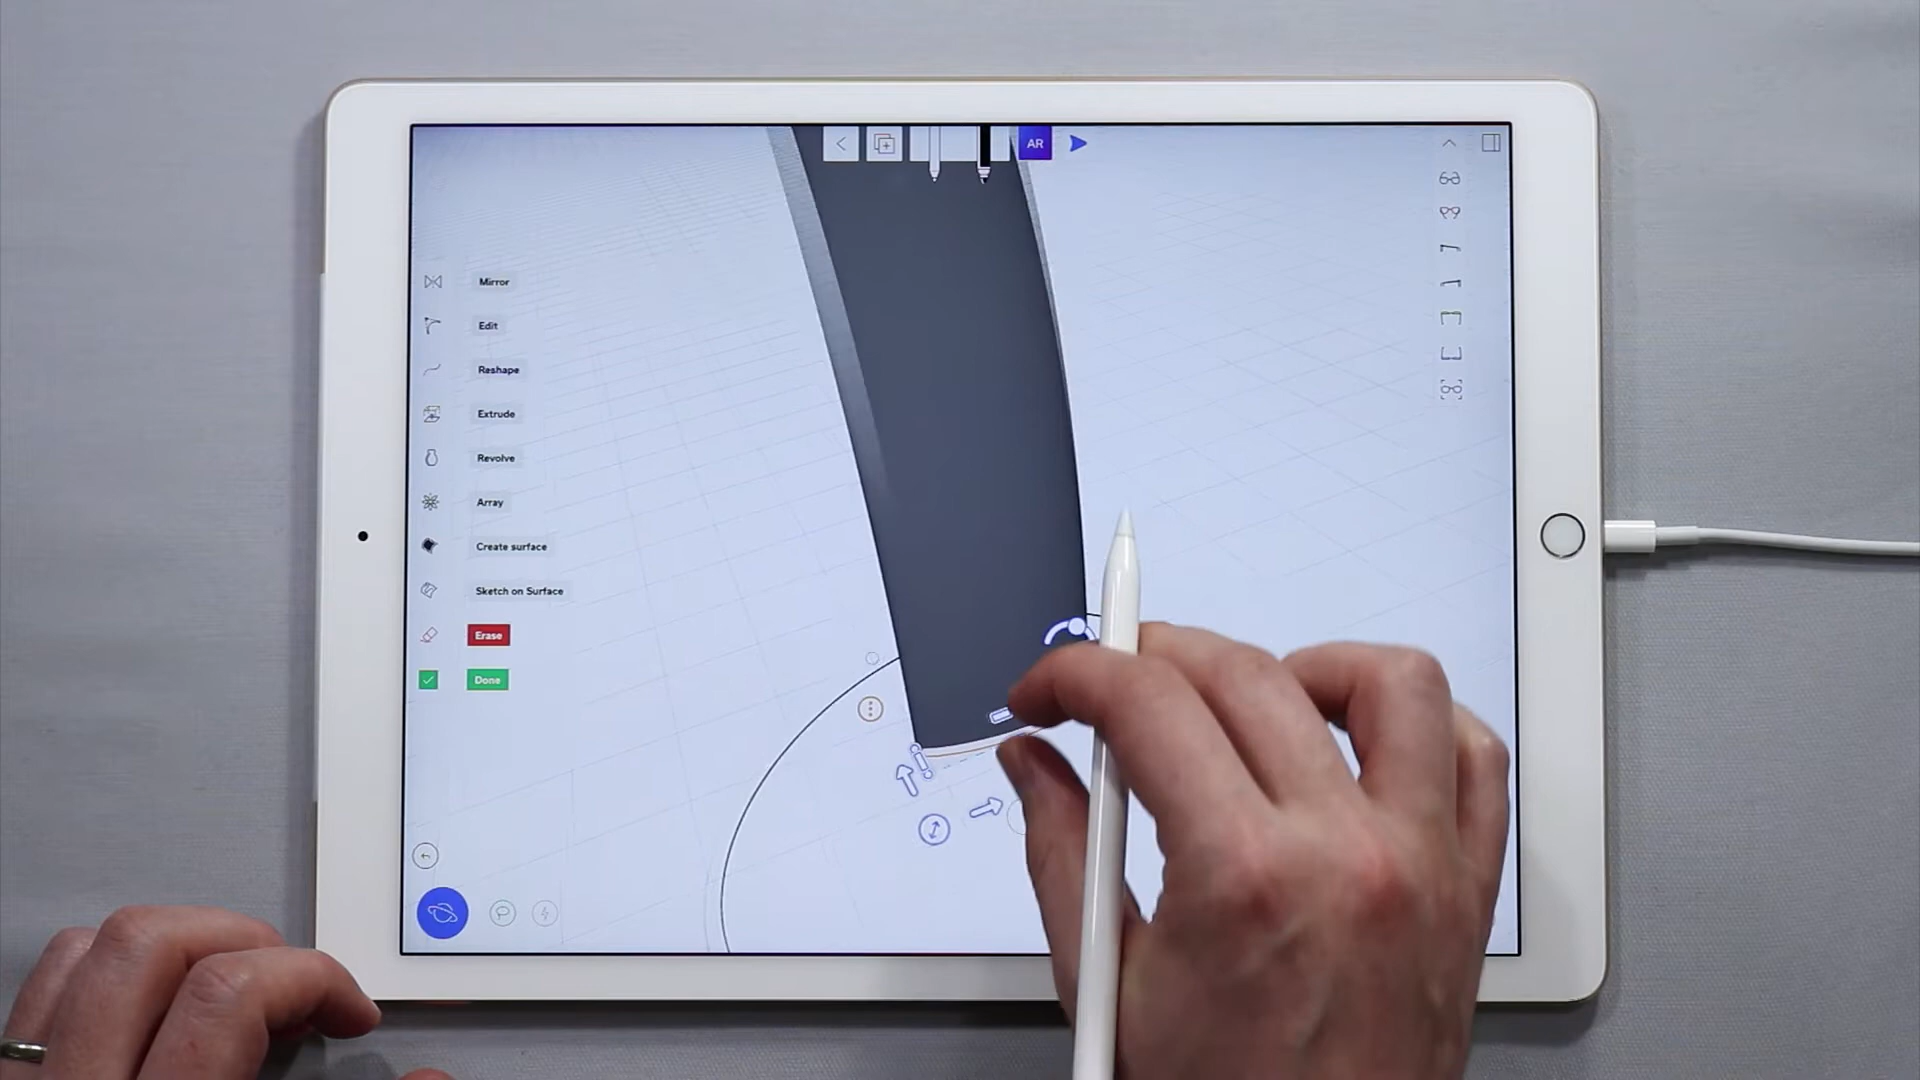 AR
Mirror
Edit
Reshape
Extrude
Revolve
Array
Create surface
Sketch on Surface
Erase
Done